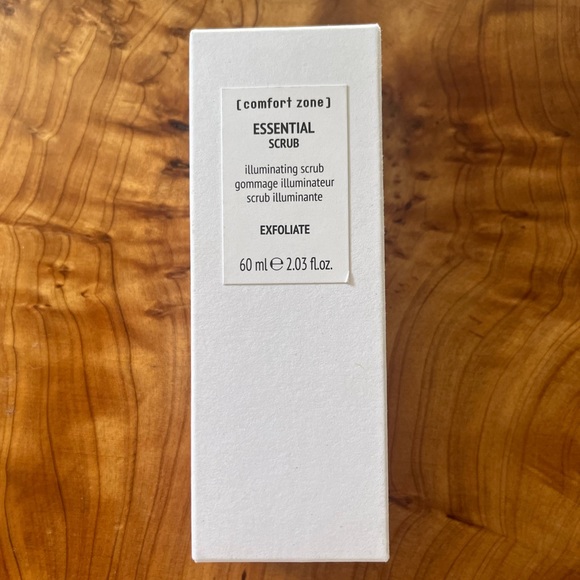 [comfort zone]
ESSENTIAL
SCRUB
illuminating scrub
gommage illuminateur
scrub illuminante
EXFOLIATE
60 ml ℮ 2.03 fl.oz.